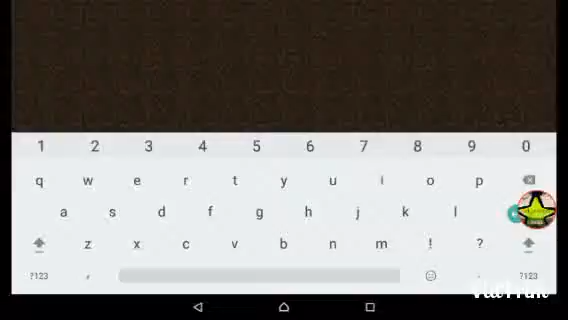 1 2 3 4 5 6 7 8 9 0
q w e r t y u i o p
a s d f g h j k l
z x c v b n m ! ?
?123 , . ?123